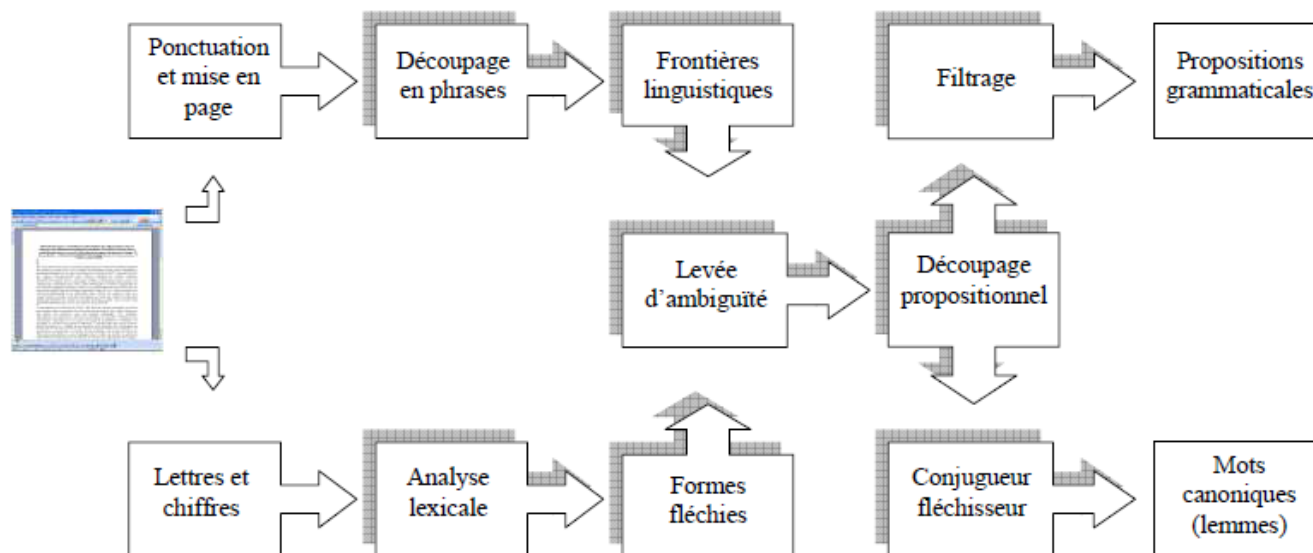 Ponctuation
et mise en
page
Découpage
en phrases
Frontières
linguistiques
Filtrage
Propositions
grammaticales
Levée
d'ambiguïté
Découpage
propositionnel
Lettres et
chiffres
Analyse
lexicale
Formes
fléchies
Conjugueur
fléchisseur
Mots
canoniques
(lemmes)